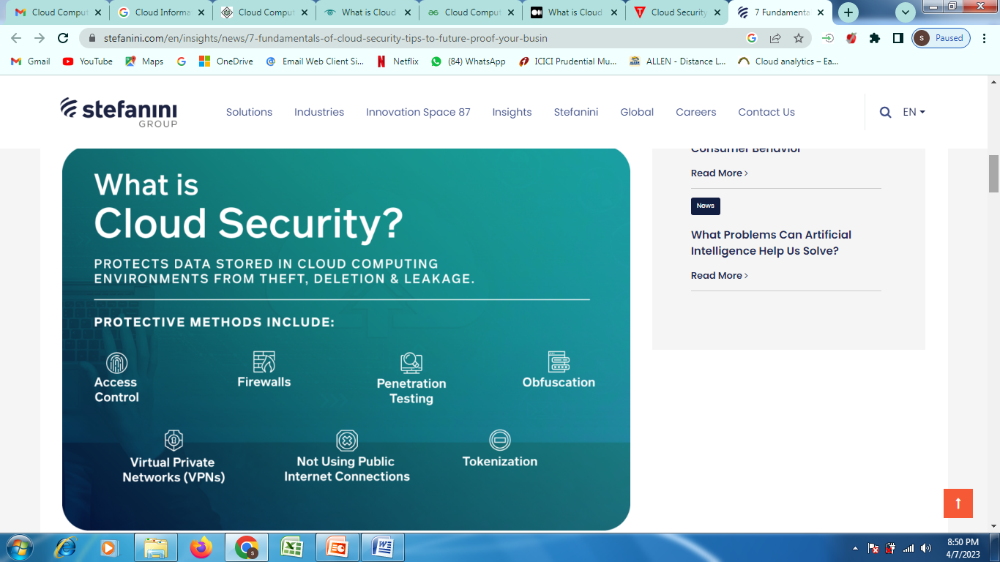 Cloud Comput
Cloud Informa
Cloud Comput
What is Cloud
Cloud Comput
What is Cloud
Cloud Security
7 Fundamenta
stefanini.com/en/insights/news/7-fundamentals-of-cloud-security-tips-to-future-proof-your-busin
S Paused
Gmail
YouTube
Maps
OneDrive
Email Web Client Si...
Netflix
(84) WhatsApp
ICICI Prudential Mu...
ALLEN - Distance L...
Cloud analytics – Ea...
stefanini
GROUP
Solutions
Industries
Innovation Space 87
Insights
Stefanini
Global
Careers
Contact Us
EN
What is
Cloud Security?
PROTECTS DATA STORED IN CLOUD COMPUTING
ENVIRONMENTS FROM THEFT, DELETION & LEAKAGE.
PROTECTIVE METHODS INCLUDE:
Access
Control
Firewalls
Penetration
Testing
Obfuscation
Virtual Private
Networks (VPNs)
Not Using Public
Internet Connections
Tokenization
Consumer Behavior
Read More
News
What Problems Can Artificial
Intelligence Help Us Solve?
Read More
8:50 PM
4/7/2023